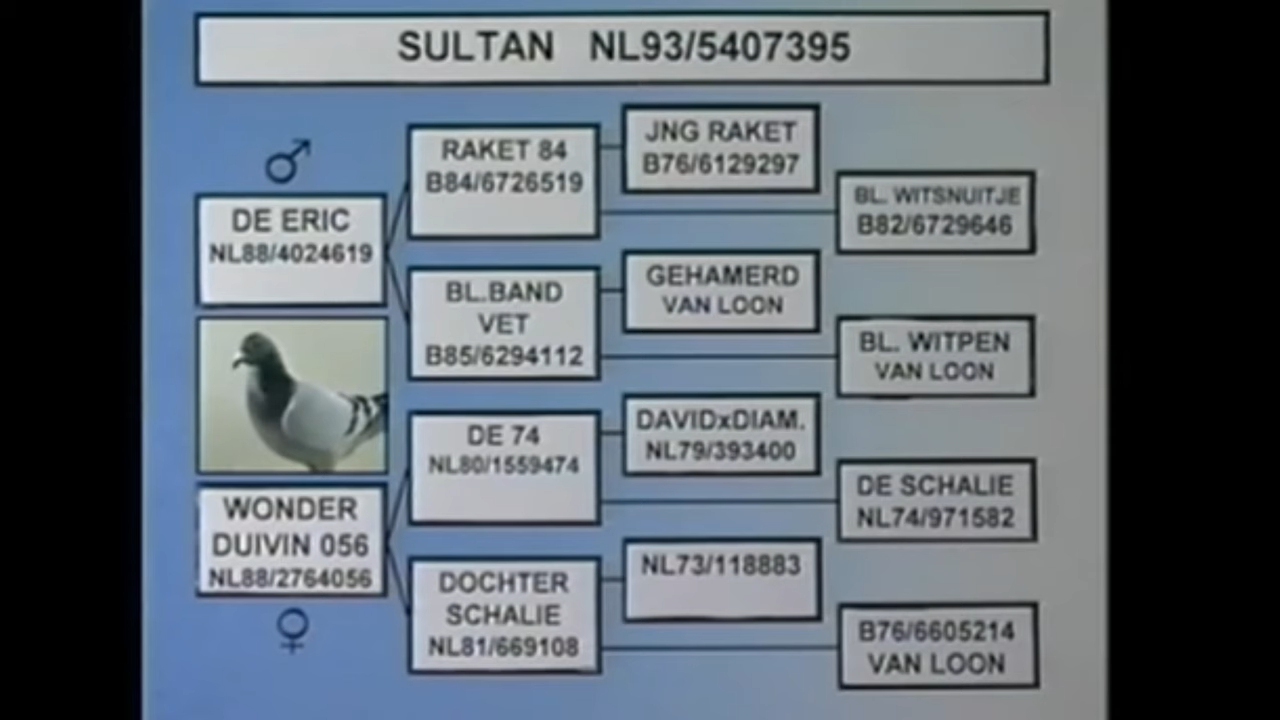 SULTAN NL93/5407395
♂
DE ERIC
NL88/4024619
WONDER
DUIVIN 056
NL88/2764056
♀
RAKET 84
B84/6726519
BL.BAND
VET
B85/6294112
DE 74
NL80/1559474
DOCHTER
SCHALIE
NL81/669108
JNG RAKET
B76/6129297
GEHAMERD
VAN LOON
DAVIDxDIAM.
NL79/393400
NL73/118883
BL. WITSNUITJE
B82/6729646
BL. WITPEN
VAN LOON
DE SCHALIE
NL74/971582
B76/6605214
VAN LOON